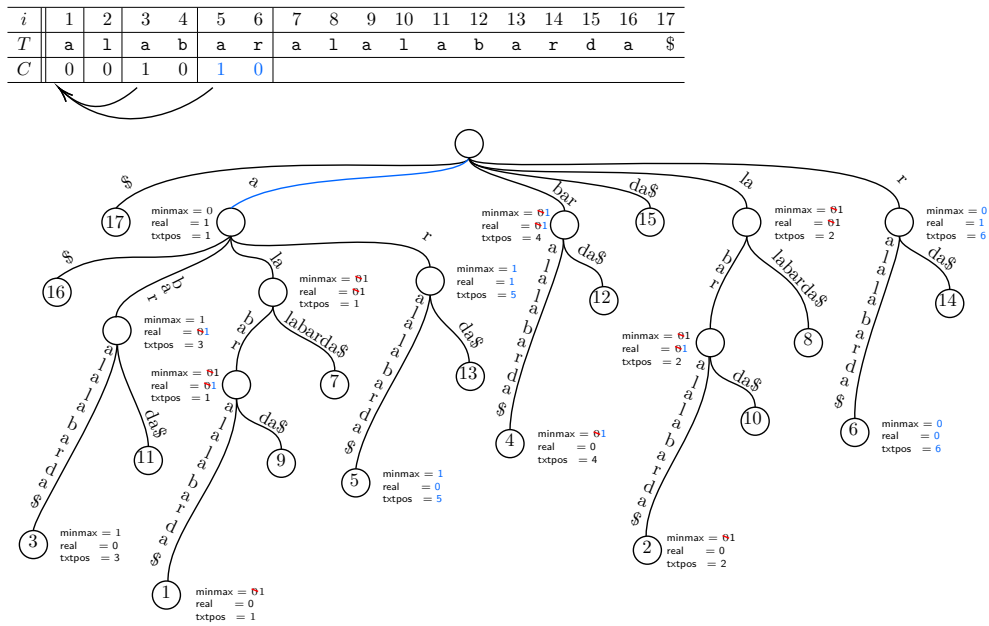 i 1 2 3 4 5 6 7 8 9 10 11 12 13 14 15 16 17
T a l a b a r a l a l a b a r d a $
C 0 0 1 0 1 0
$
a
bar
da$
la
r
17
minmax = 0
real = 1
txtpos = 1
minmax = 01
real = 01
txtpos = 4
15
minmax = 01
real = 01
txtpos = 2
minmax = 0
real = 1
txtpos = 6
$
bar
la
r
alalabarda$
da$
bar
labarda$
alalabarda$
da$
16
minmax = 01
real = 01
txtpos = 1
minmax = 1
real = 1
txtpos = 5
12
14
minmax = 1
real = 01
txtpos = 3
bar
labarda$
alalabarda$
da$
minmax = 01
real = 01
txtpos = 2
8
alalabarda$
da$
minmax = 01
real = 01
txtpos = 1
7
13
alalabarda$
da$
10
alalabarda$
da$
11
9
5
minmax = 1
real = 0
txtpos = 5
4
minmax = 01
real = 0
txtpos = 4
6
minmax = 0
real = 0
txtpos = 6
3
minmax = 1
real = 0
txtpos = 3
2
minmax = 01
real = 0
txtpos = 2
1
minmax = 01
real = 0
txtpos = 1